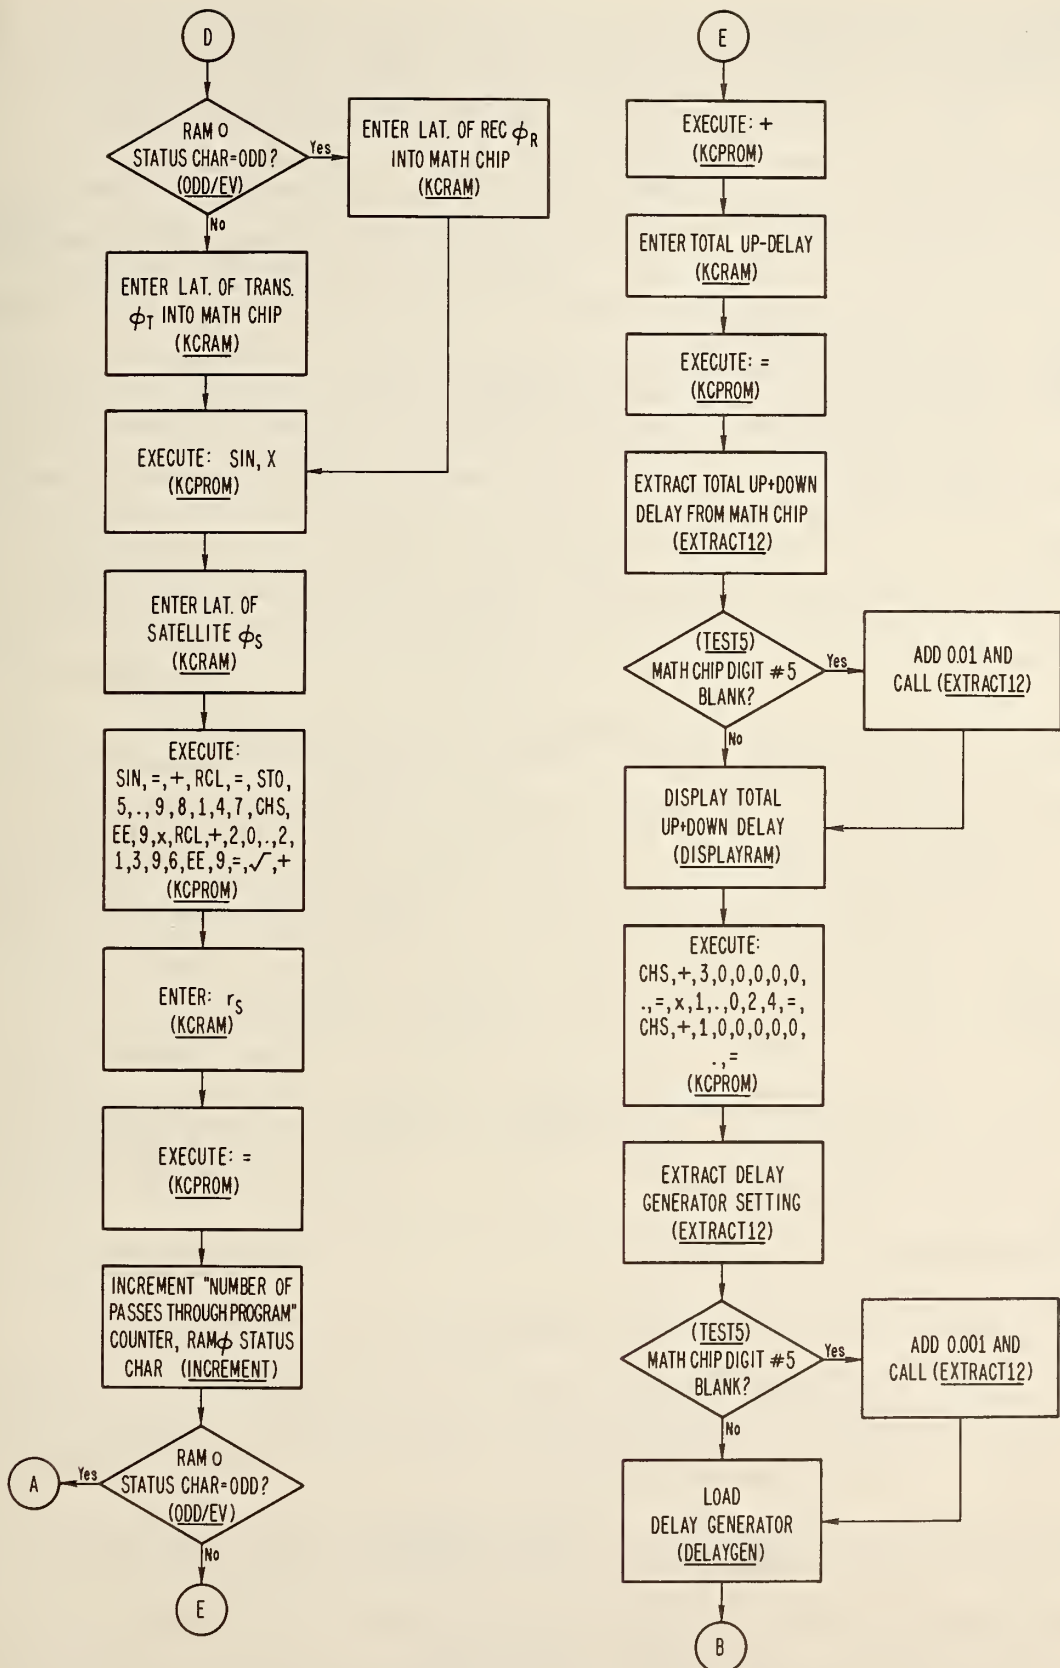 D
RAM O
STATUS CHAR=ODD?
(ODD/EV)
Yes
ENTER LAT. OF REC ϕR
INTO MATH CHIP
(KCRAM)
No
ENTER LAT. OF TRANS.
ϕT INTO MATH CHIP
(KCRAM)
EXECUTE: SIN, X
(KCPROM)
ENTER LAT. OF
SATELLITE ϕS
(KCRAM)
EXECUTE:
SIN,=,+,RCL,=,STO,
5,.,9,8,1,4,7,CHS,
EE,9,x,RCL,+,2,0,.,2,
1,3,9,6,EE,9,=,√,+
(KCPROM)
ENTER: rS
(KCRAM)
EXECUTE: =
(KCPROM)
INCREMENT "NUMBER OF
PASSES THROUGH PROGRAM"
COUNTER, RAMϕ STATUS
CHAR (INCREMENT)
RAM O
STATUS CHAR=ODD?
(ODD/EV)
Yes
A
No
E
E
EXECUTE: +
(KCPROM)
ENTER TOTAL UP-DELAY
(KCRAM)
EXECUTE: =
(KCPROM)
EXTRACT TOTAL UP+DOWN
DELAY FROM MATH CHIP
(EXTRACT12)
(TEST5)
MATH CHIP DIGIT #5
BLANK?
Yes
ADD 0.01 AND
CALL (EXTRACT12)
No
DISPLAY TOTAL
UP+DOWN DELAY
(DISPLAYRAM)
EXECUTE:
CHS,+,3,0,0,0,0,0,
.,=,x,1,.,0,2,4,=,
CHS,+,1,0,0,0,0,0,
.,=
(KCPROM)
EXTRACT DELAY
GENERATOR SETTING
(EXTRACT12)
(TEST5)
MATH CHIP DIGIT #5
BLANK?
Yes
ADD 0.001 AND
CALL (EXTRACT12)
No
LOAD
DELAY GENERATOR
(DELAYGEN)
B